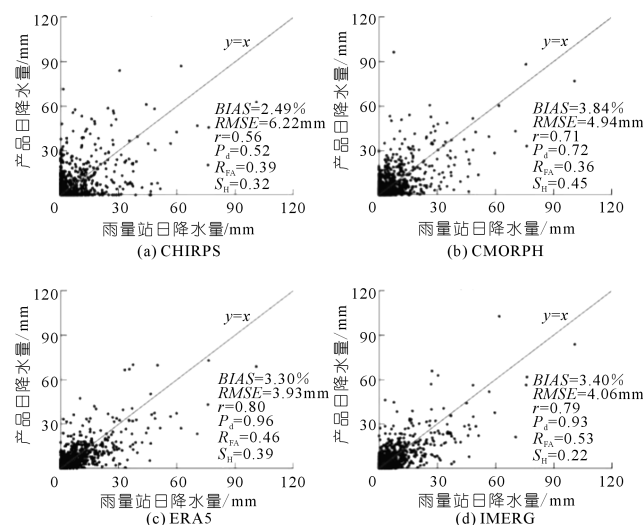 120
90
60
30
产品日降水量/mm
y=x
BIAS=2.49%
RMSE=6.22mm
r=0.56
Pd=0.52
RFA=0.39
SH=0.32
0 30 60 90 120
雨量站日降水量/mm
(a) CHIRPS
120
90
60
30
产品日降水量/mm
y=x
BIAS=3.84%
RMSE=4.94mm
r=0.71
Pd=0.72
RFA=0.36
SH=0.45
0 30 60 90 120
雨量站日降水量/mm
(b) CMORPH
120
90
60
30
产品日降水量/mm
y=x
BIAS=3.30%
RMSE=3.93mm
r=0.80
Pd=0.96
RFA=0.46
SH=0.39
0 30 60 90 120
雨量站日降水量/mm
(c) ERA5
120
90
60
30
产品日降水量/mm
y=x
BIAS=3.40%
RMSE=4.06mm
r=0.79
Pd=0.93
RFA=0.53
SH=0.22
0 30 60 90 120
雨量站日降水量/mm
(d) IMERG